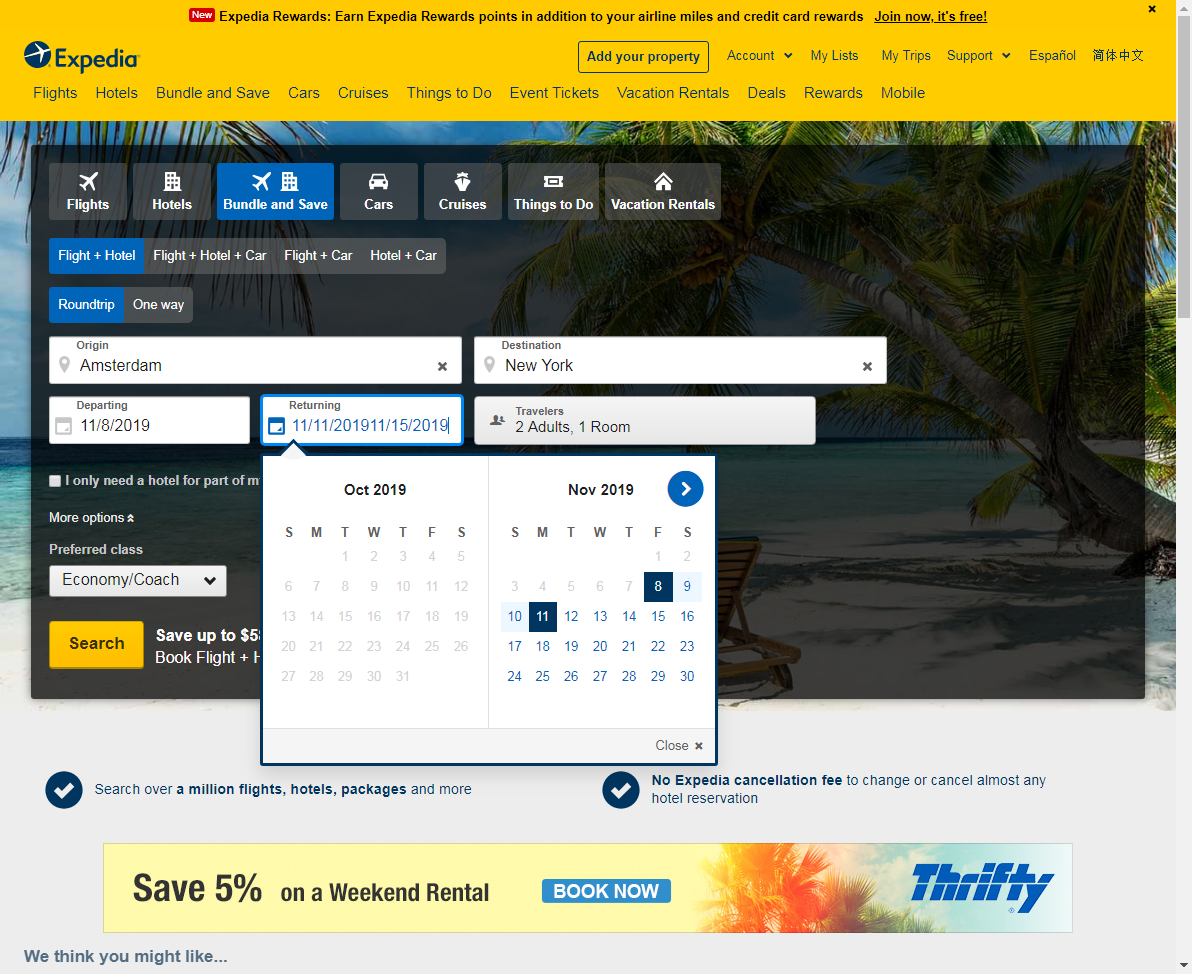 New Expedia Rewards: Earn Expedia Rewards points in addition to your airline miles and credit card rewards Join now, it's free!
Expedia
Add your property Account My Lists My Trips Support Español 简体中文
Flights Hotels Bundle and Save Cars Cruises Things to Do Event Tickets Vacation Rentals Deals Rewards Mobile
Flights Hotels Bundle and Save Cars Cruises Things to Do Vacation Rentals
Flight + Hotel Flight + Hotel + Car Flight + Car Hotel + Car
Roundtrip One way
Origin
Amsterdam
Destination
New York
Departing
11/8/2019
Returning
11/11/201911/15/2019
Travelers
2 Adults, 1 Room
I only need a hotel for part of m
More options
Preferred class
Economy/Coach
Search
Save up to $5
Book Flight + H
Oct 2019
S M T W T F S
1 2 3 4 5
6 7 8 9 10 11 12
13 14 15 16 17 18 19
20 21 22 23 24 25 26
27 28 29 30 31
Nov 2019
S M T W T F S
1 2
3 4 5 6 7 8 9
10 11 12 13 14 15 16
17 18 19 20 21 22 23
24 25 26 27 28 29 30
Close
Search over a million flights, hotels, packages and more
No Expedia cancellation fee to change or cancel almost any
hotel reservation
Save 5% on a Weekend Rental BOOK NOW Thrifty
We think you might like...